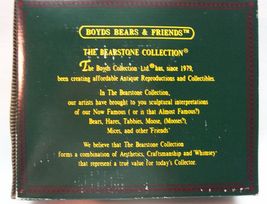 BOYDS BEARS & FRIENDS™
THE BEARSTONE COLLECTION®
The Boyds Collection Ltd® has, since 1979,
been creating affordable Antique Reproductions and Collectibles.
In The Bearstone Collection,
our artists have brought to you sculptural interpretations
of our Now Famous ( or is that Almost Famous?)
Bears, Hares, Tabbies, Moose, (Mooses?),
Mices, and other 'Friends'
We believe that The Bearstone Collection
forms a combination of Aesthetics, Craftsmanship and Whimsey
that represent a true value for today's Collector.